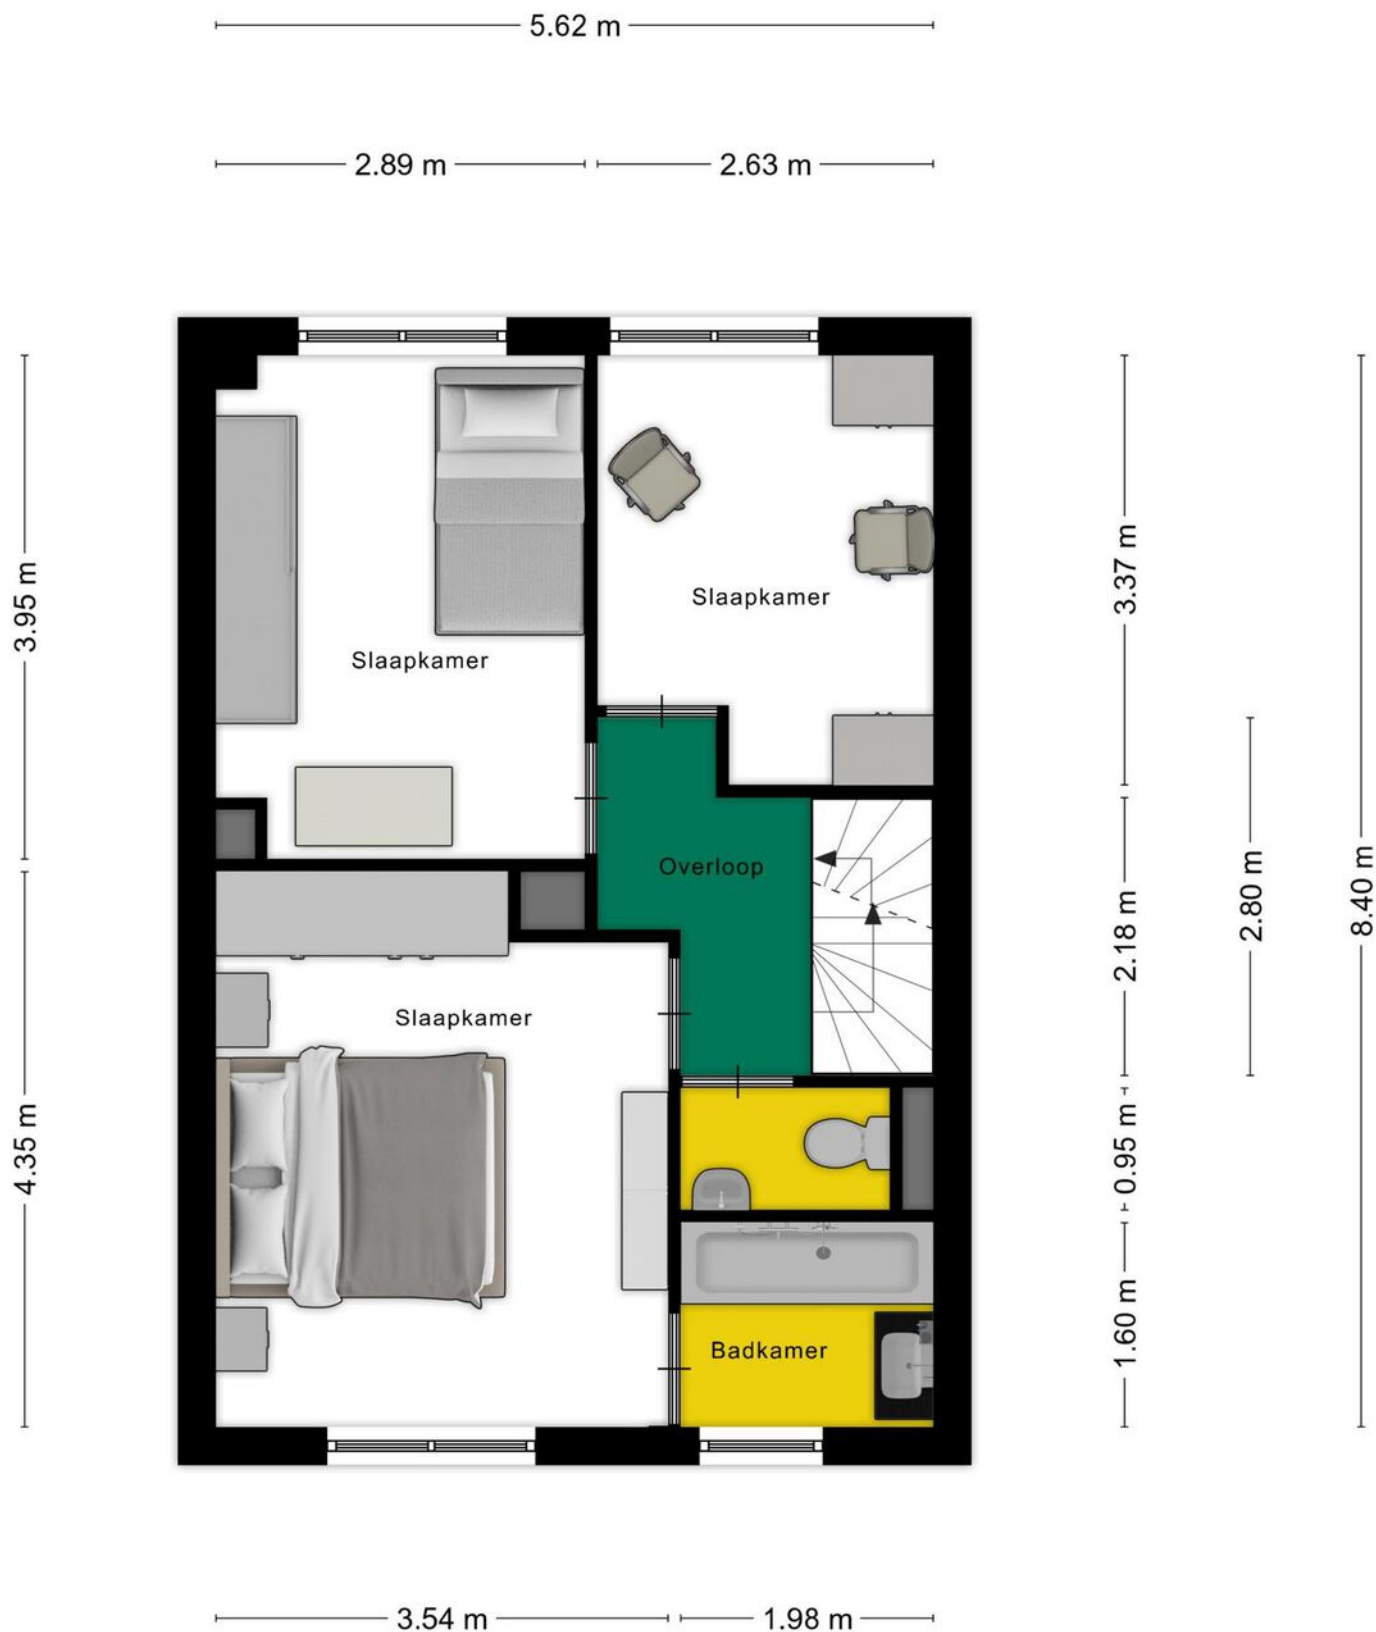 5.62 m
2.89 m
2.63 m
3.95 m
3.37 m
Slaapkamer
Slaapkamer
Overloop
2.18 m
2.80 m
8.40 m
Slaapkamer
4.35 m
0.95 m
1.60 m
Badkamer
3.54 m
1.98 m